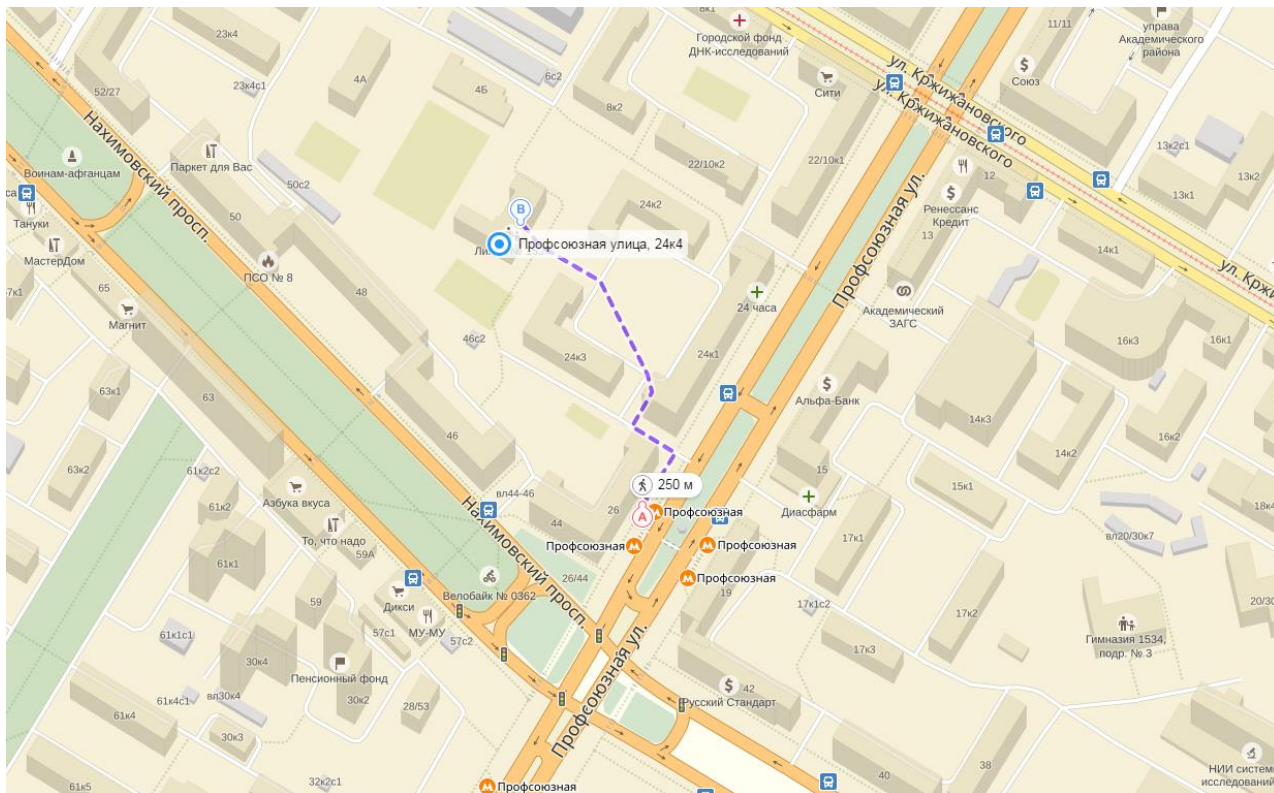 8к1
11/11
управа
Академического
района
23к4
Городской фонд
ДНК-исследований
ул. Кржижановского
Союз
6с2
4А
4Б
Сити
23к4с1
52/27
8к2
ул. Кржижановского
Нахимовский просп.
13к2с1
Паркет для Вас
22/10к2
22/10к1
Воинам-афганцам
12
13к2
50с2
13к1
Тануки
Ренессанс
Кредит
24к2
B
50
13
Профсоюзная улица, 24к4
14к1
МастерДом
ПСО № 8
Профсоюзная ул.
65
48
24 часа
Академический
ЗАГС
Магнит
46с2
16к3
16к1
24к3
24к1
63к1
63
Альфа-Банк
14к3
46
16к2
14к2
63к2
61к2с2
15
250 м
15к1
Азбука вкуса
вл44-46
61к2
44
26
A
Профсоюзная
Диасфарм
18к4
То, что надо
Нахимовский просп.
17к1
вл20/30к7
59А
Профсоюзная
Профсоюзная
61к1
26/44
Профсоюзная
Велобайк № 0362
19
59
Дикси
17к1с2
17к2
МУ-МУ
57с1
57с2
61к1с1
Гимназия 1534,
подр. № 3
17к3
30к4
Пенсионный фонд
42
61к4с1
вл30к4
30к2
28/53
Русский Стандарт
61к4
Профсоюзная ул.
30к3
38
НИИ систем
исследований
40
32к2с1
61к5
Профсоюзная